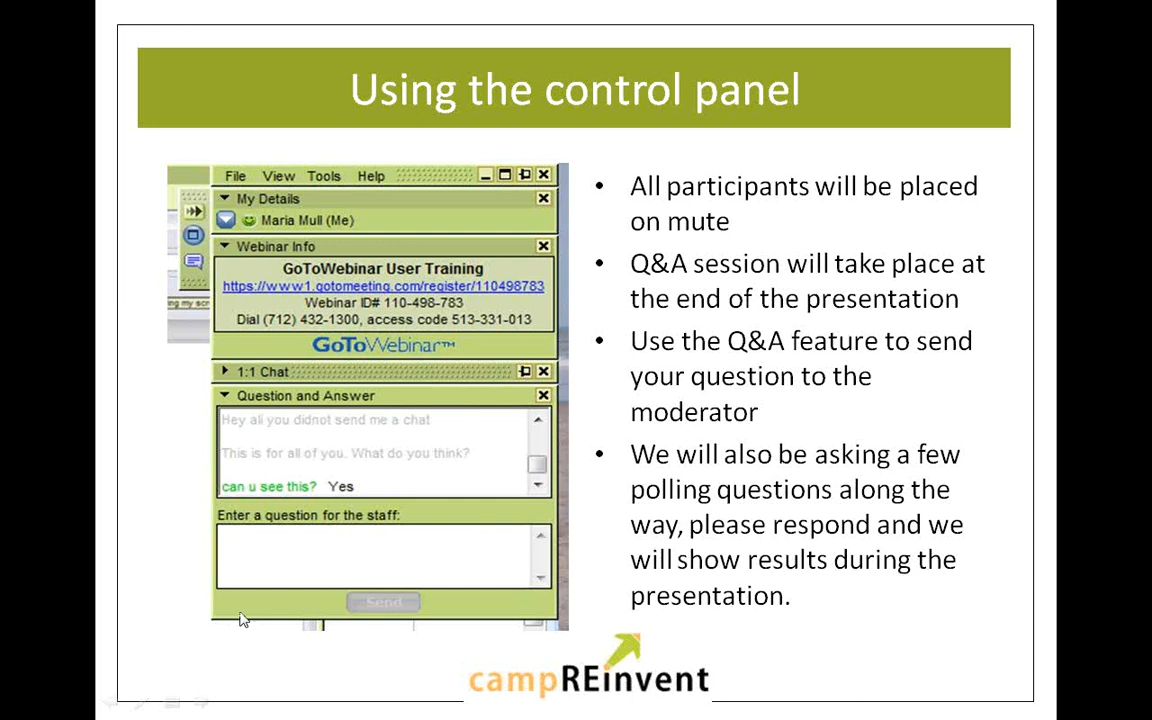 Using the control panel
File View Tools Help
My Details
Maria Mull (Me)
Webinar Info
GoToWebinar User Training
https://www1.gotomeeting.com/register/110498783
Webinar ID# 110-498-783
Dial (712) 432-1300, access code 513-331-013
GoToWebinar™
1:1 Chat
Question and Answer
Hey ali you didnot send me a chat
This is for all of you. What do you think?
can u see this? Yes
Enter a question for the staff:
Send
• All participants will be placed
on mute
• Q&A session will take place at
the end of the presentation
• Use the Q&A feature to send
your question to the
moderator
• We will also be asking a few
polling questions along the
way, please respond and we
will show results during the
presentation.
campREinvent